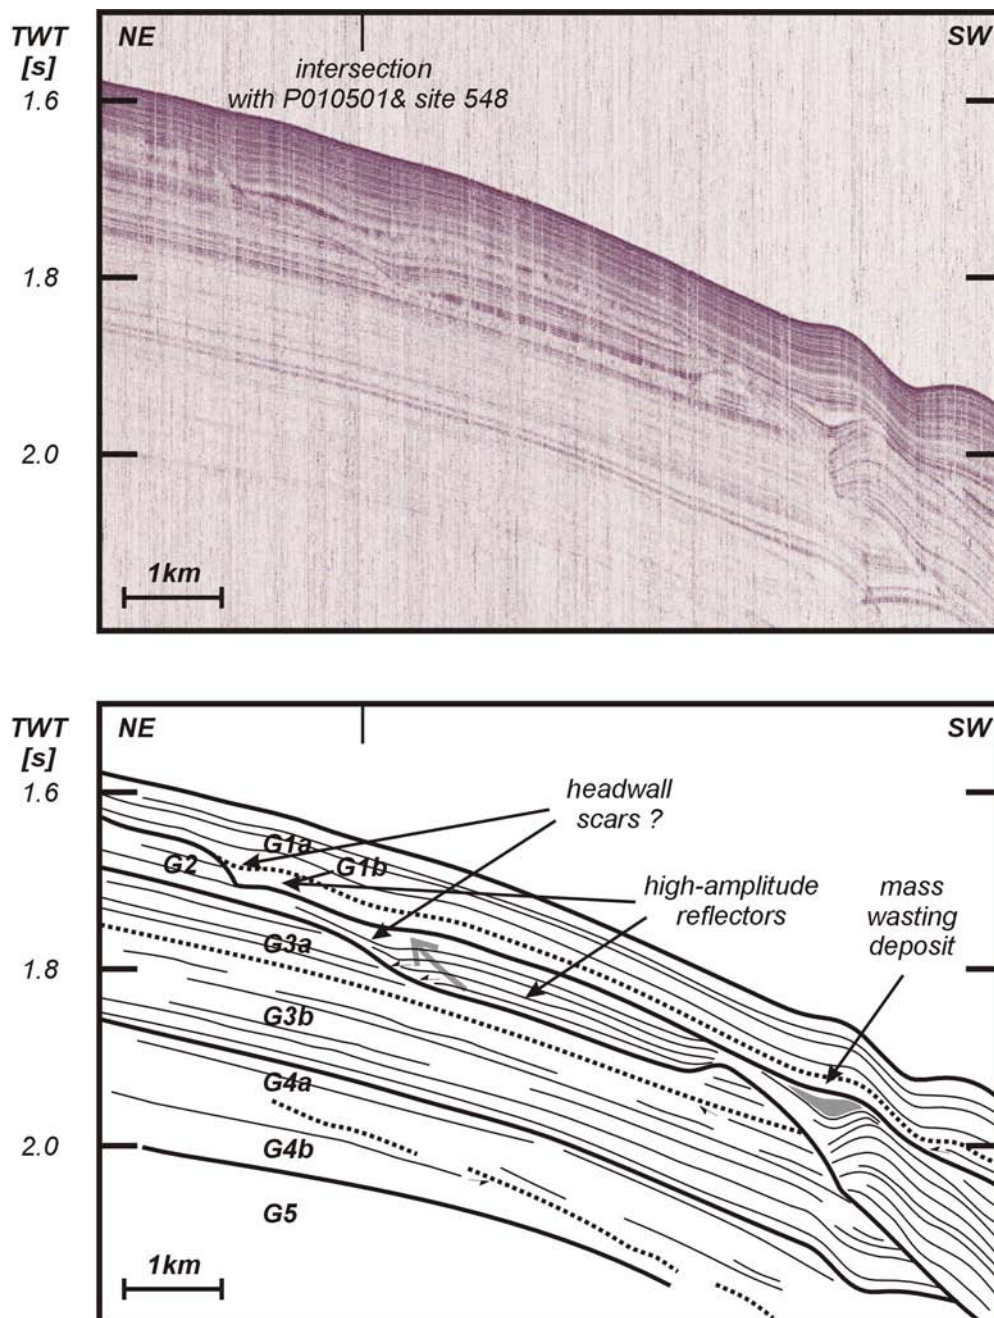 TWT
[s]
NE
SW
intersection
with P010501& site 548
1.6
1.8
2.0
1km
TWT
[s]
NE
SW
1.6
headwall
scars ?
G1a
G1b
G2
high-amplitude
reflectors
mass
wasting
deposit
G3a
1.8
G3b
G4a
2.0
G4b
G5
1km